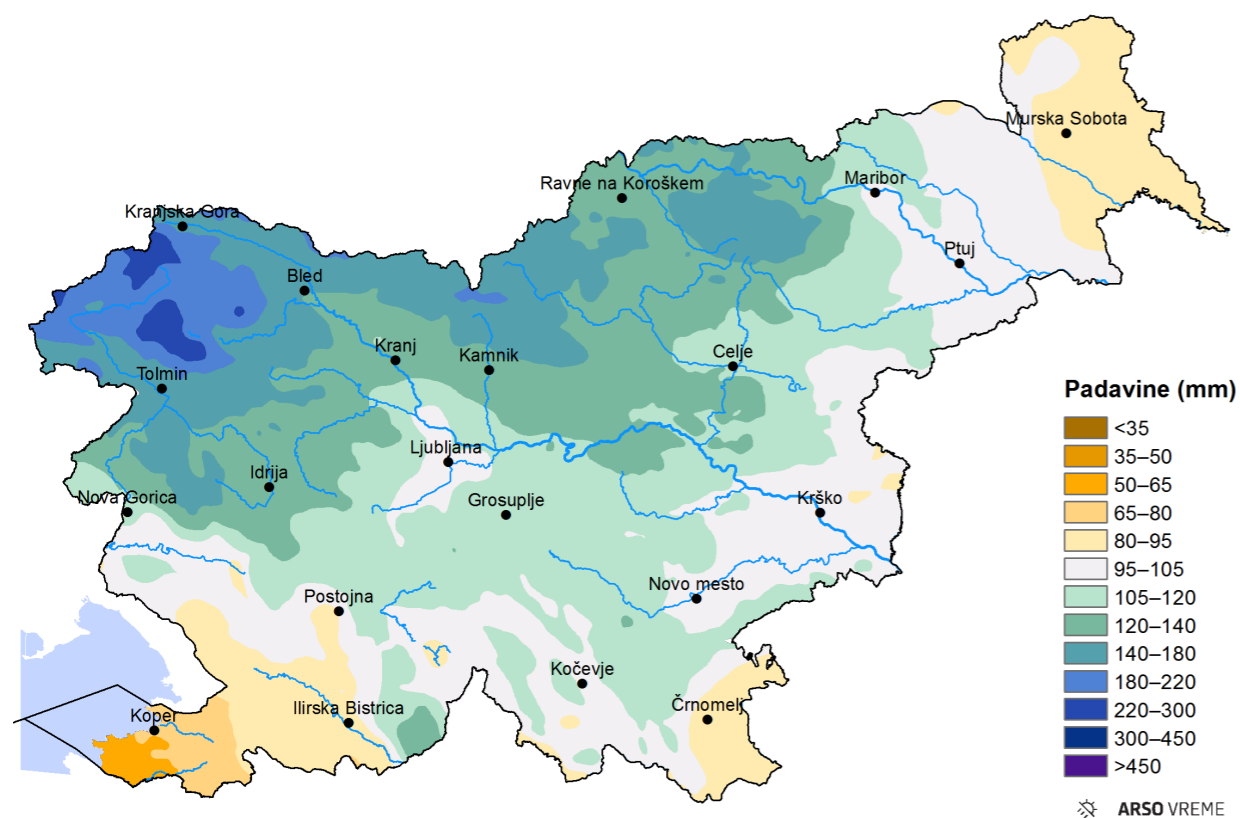 Murska Sobota
Ravne na Koroškem
Maribor
Kranjska Gora
Ptuj
Bled
Kranj
Kamnik
Celje
Tolmin
Ljubljana
Idrija
Nova Gorica
Grosuplje
Krško
Postojna
Novo mesto
Kočevje
Koper
Ilirska Bistrica
Črnomelj
Padavine (mm)
<35
35–50
50–65
65–80
80–95
95–105
105–120
120–140
140–180
180–220
220–300
300–450
>450
ARSO VREME